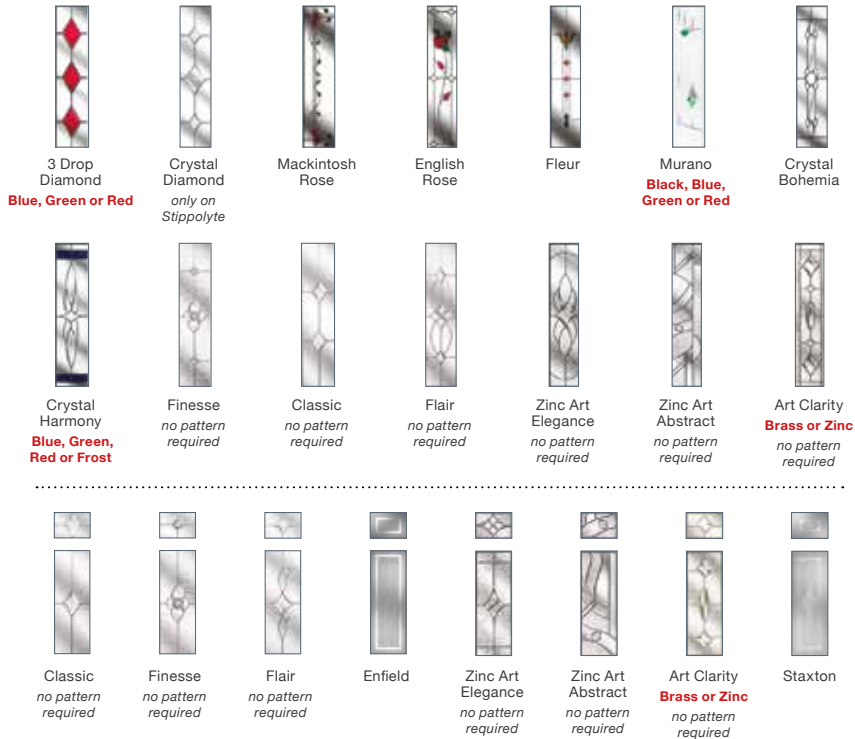 3 Drop
Diamond
Blue, Green or Red
Crystal
Diamond
only on
Stippolyte
Mackintosh
Rose
English
Rose
Fleur
Murano
Black, Blue,
Green or Red
Crystal
Bohemia
Crystal
Harmony
Blue, Green,
Red or Frost
Finesse
no pattern
required
Classic
no pattern
required
Flair
no pattern
required
Zinc Art
Elegance
no pattern
required
Zinc Art
Abstract
no pattern
required
Art Clarity
Brass or Zinc
no pattern
required
Classic
no pattern
required
Finesse
no pattern
required
Flair
no pattern
required
Enfield
Zinc Art
Elegance
no pattern
required
Zinc Art
Abstract
no pattern
required
Art Clarity
Brass or Zinc
no pattern
required
Staxton